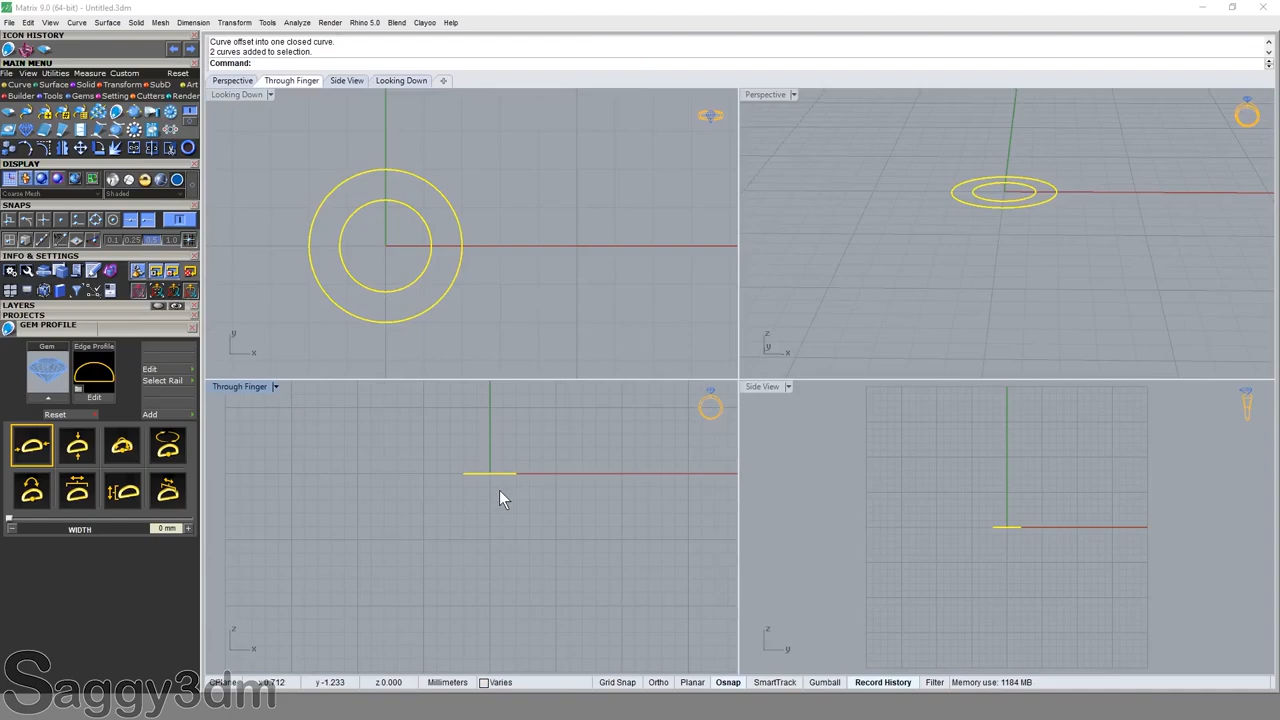 Matrix 9.0 (64-bit) - Untitled.3dm
File Edit View Curve Surface Solid Mesh Dimension Transform Tools Analyze Render Rhino 5.0 Blend Clayoo Help
ICON HISTORY
MAIN MENU
File View Utilities Measure Custom Reset
Curve Surface Solid Transform SubD Art
Builder Tools Gems Setting Cutters Render
DISPLAY
Coarse Mesh Shaded
SNAPS
0.1 0.25 0.5 1.0
INFO & SETTINGS
LAYERS
PROJECTS
GEM PROFILE
Gem Edge Profile
Edit
Select Rail
Edit
Reset Add
WIDTH 0 mm
Curve offset into one closed curve.
2 curves added to selection.
Command:
Perspective Through Finger Side View Looking Down
Looking Down
y
x
Perspective
z
y
x
Through Finger
z
x
Side View
z
y
CPlane x 0.712 y -1.233 z 0.000 Millimeters Varies Grid Snap Ortho Planar Osnap SmartTrack Gumball Record History Filter Memory use: 1184 MB
Saggy3dm